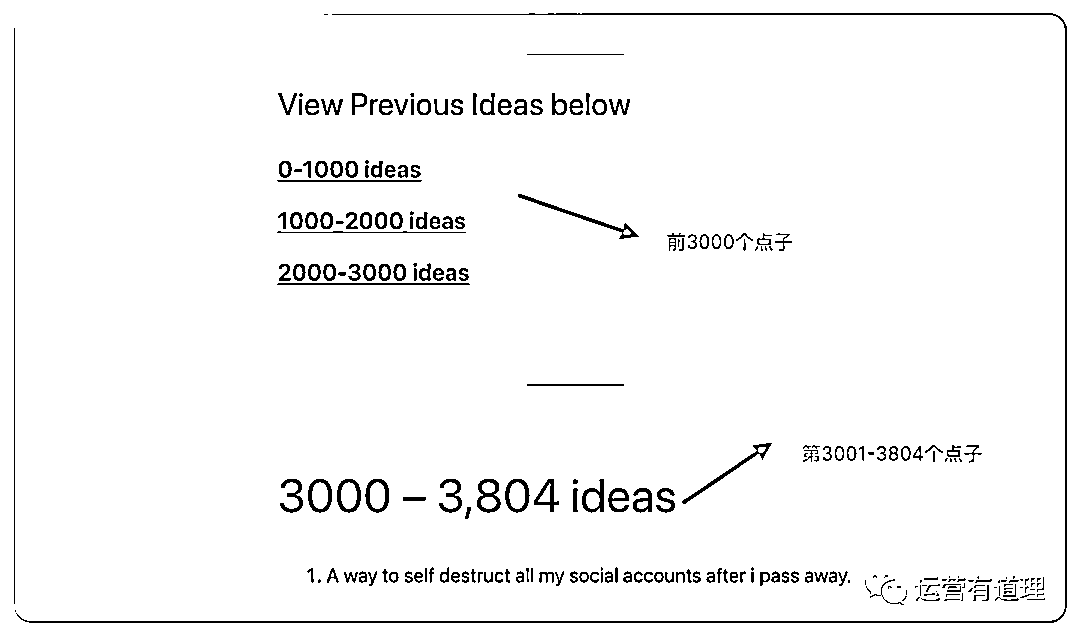 View Previous Ideas below
0-1000 ideas
1000-2000 ideas
2000-3000 ideas
前3000个点子
第3001-3804个点子
3000 – 3,804 ideas
1. A way to self destruct all my social accounts after i pass away.
运营有道理